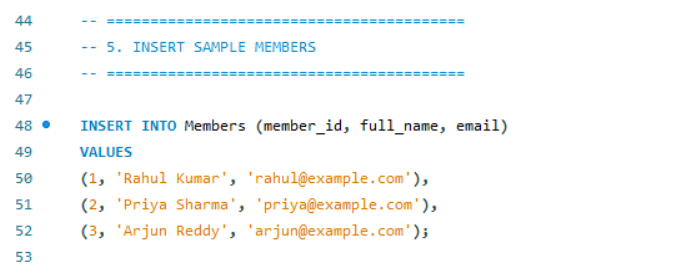 44 -- =========================================
45 -- 5. INSERT SAMPLE MEMBERS
46 -- =========================================
47
48 INSERT INTO Members (member_id, full_name, email)
49 VALUES
50 (1, 'Rahul Kumar', 'rahul@example.com'),
51 (2, 'Priya Sharma', 'priya@example.com'),
52 (3, 'Arjun Reddy', 'arjun@example.com');
53